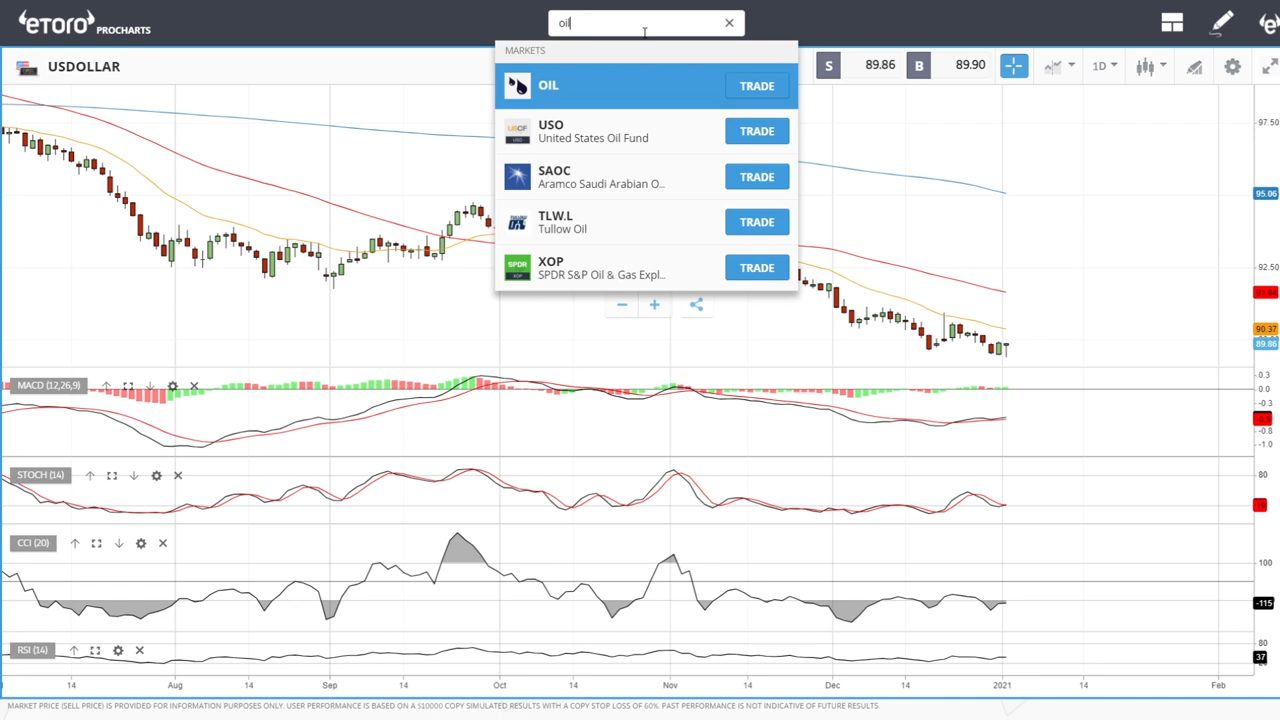 eToro PROCHARTS
oil
MARKETS
OIL TRADE
USO
United States Oil Fund
TRADE
SAOC
Aramco Saudi Arabian O..
TRADE
TLW.L
Tullow Oil
TRADE
XOP
SPDR S&P Oil & Gas Expl..
TRADE
USDOLLAR
S 89.86 B 89.90 1D
97.50
95.06
92.50
90.37
89.86
MACD (12,26,9)
0.3
0.0
-0.3
-0.8
-1.0
STOCH (14)
80
CCI (20)
100
-115
RSI (14)
80
37
14 Aug 14 Sep 14 Oct 14 Nov 14 Dec 14 2021 14 Feb
MARKET PRICE (SELL PRICE) IS PROVIDED FOR INFORMATION PURPOSES ONLY. USER PERFORMANCE IS BASED ON A $10000 COPY SIMULATED RESULTS WITH A COPY STOP LOSS OF 60%. PAST PERFORMANCE IS NOT INDICATIVE OF FUTURE RESULTS.